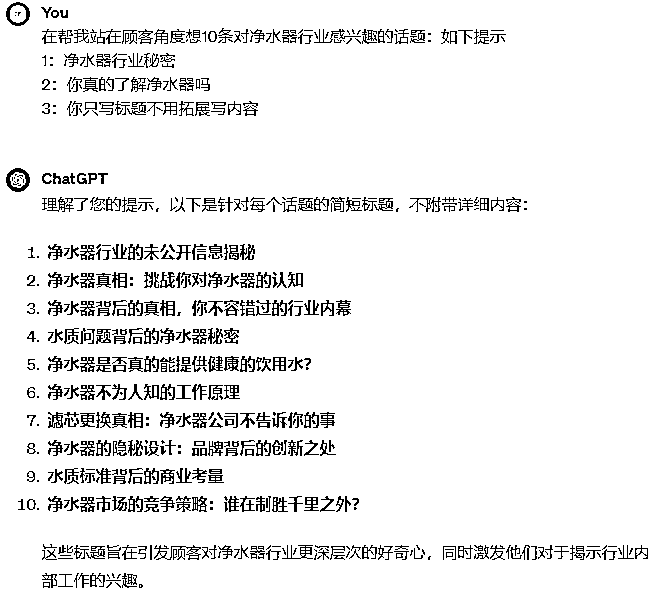 You
在帮我站在顾客角度想10条对净水器行业感兴趣的话题：如下提示
1：净水器行业秘密
2：你真的了解净水器吗
3：你只写标题不用拓展写内容
ChatGPT
理解了您的提示，以下是针对每个话题的简短标题，不附带详细内容：
1. 净水器行业的未公开信息揭秘
2. 净水器真相：挑战你对净水器的认知
3. 净水器背后的真相，你不容错过的行业内幕
4. 水质问题背后的净水器秘密
5. 净水器是否真的能提供健康的饮用水？
6. 净水器不为人知的工作原理
7. 滤芯更换真相：净水器公司不告诉你的事
8. 净水器的隐秘设计：品牌背后的创新之处
9. 水质标准背后的商业考量
10. 净水器市场的竞争策略：谁在制胜千里之外？
这些标题旨在引发顾客对净水器行业更深层次的好奇心，同时激发他们对于揭示行业内
部工作的兴趣。